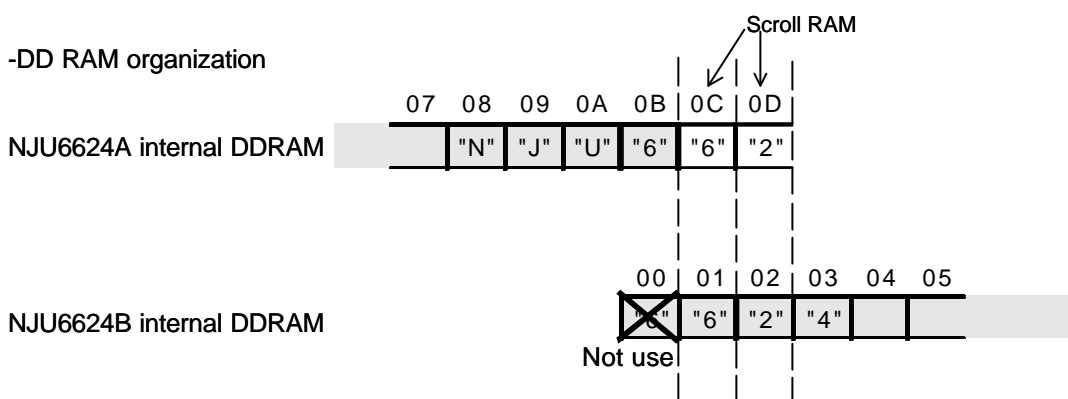 Scroll RAM
-DD RAM organization
07 08 09 0A 0B 0C 0D
NJU6624A internal DDRAM "N" "J" "U" "6" "6" "2"
00 01 02 03 04 05
NJU6624B internal DDRAM "6" "6" "2" "4"
Not use